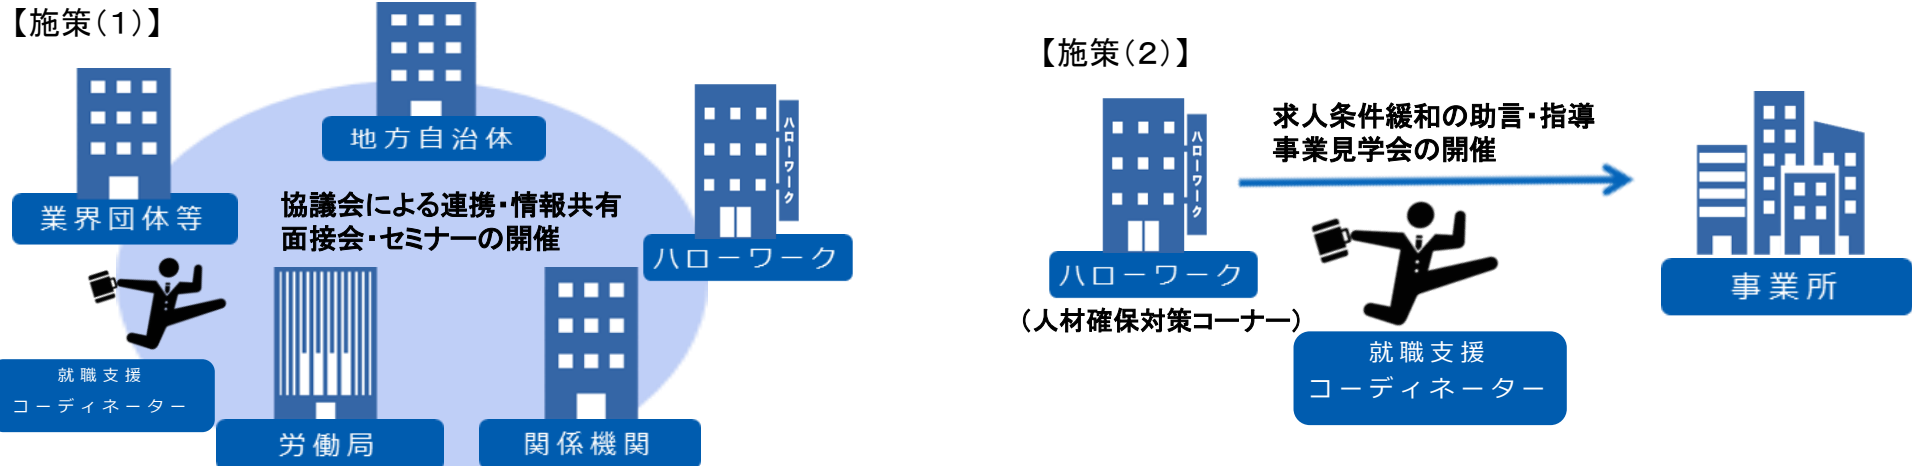 【施策(1)】
地方自治体
業界団体等
ハローワーク
協議会による連携・情報共有
面接会・セミナーの開催
ハローワーク
就職支援
コーディネーター
労働局
関係機関
【施策(2)】
ハローワーク
求人条件緩和の助言・指導
事業見学会の開催
ハローワーク
(人材確保対策コーナー)
就職支援
コーディネーター
事業所